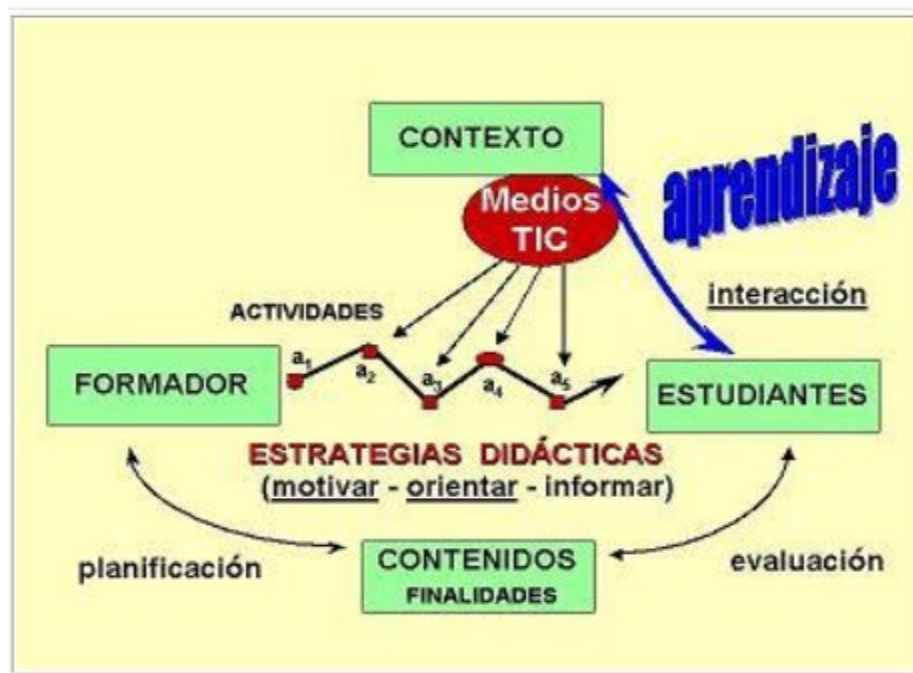 CONTEXTO
aprendizaje
Medios
TIC
interacción
ACTIVIDADES
a1
a2
a3
a4
a5
FORMADOR
ESTUDIANTES
ESTRATEGIAS DIDÁCTICAS
(motivar - orientar - informar)
planificación
CONTENIDOS
FINALIDADES
evaluación